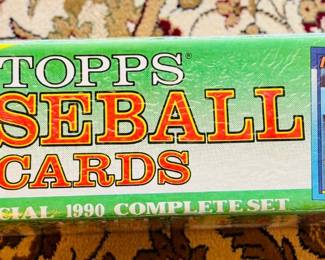 TOPPS®
SEBALL
CARDS
CIAL 1990 COMPLETE SET